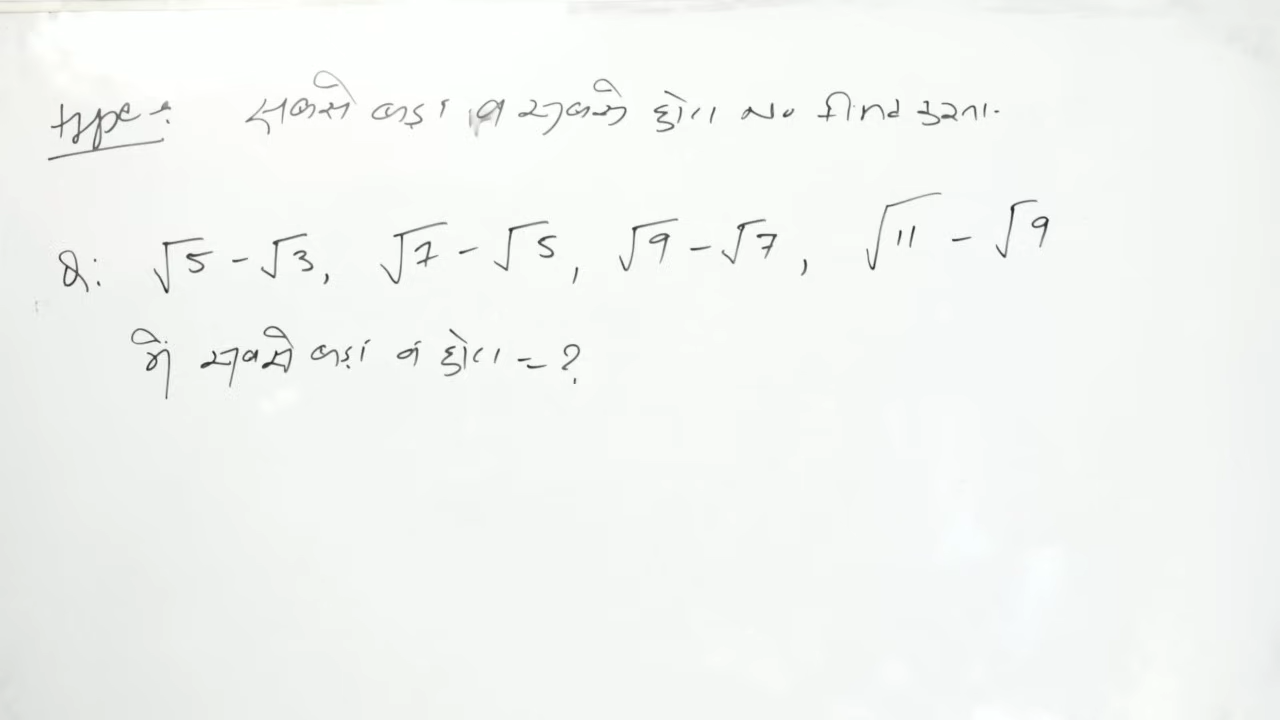 Type :- सबसे बड़ा व सबसे छोटा No find करना.
Q: √5 - √3, √7 - √5, √9 - √7, √11 - √9
में सबसे बड़ा व छोटा = ?